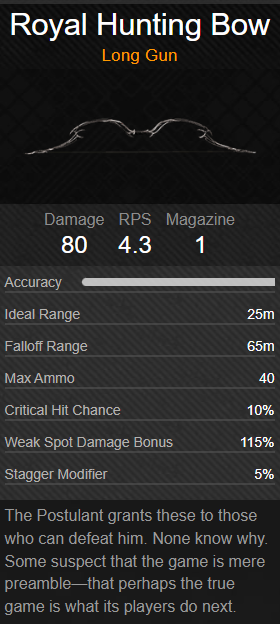 Royal Hunting Bow
Long Gun
Damage RPS Magazine
80 4.3 1
Accuracy
Ideal Range 25m
Falloff Range 65m
Max Ammo 40
Critical Hit Chance 10%
Weak Spot Damage Bonus 115%
Stagger Modifier 5%
The Postulant grants these to those
who can defeat him. None know why.
Some suspect that the game is mere
preamble—that perhaps the true
game is what its players do next.